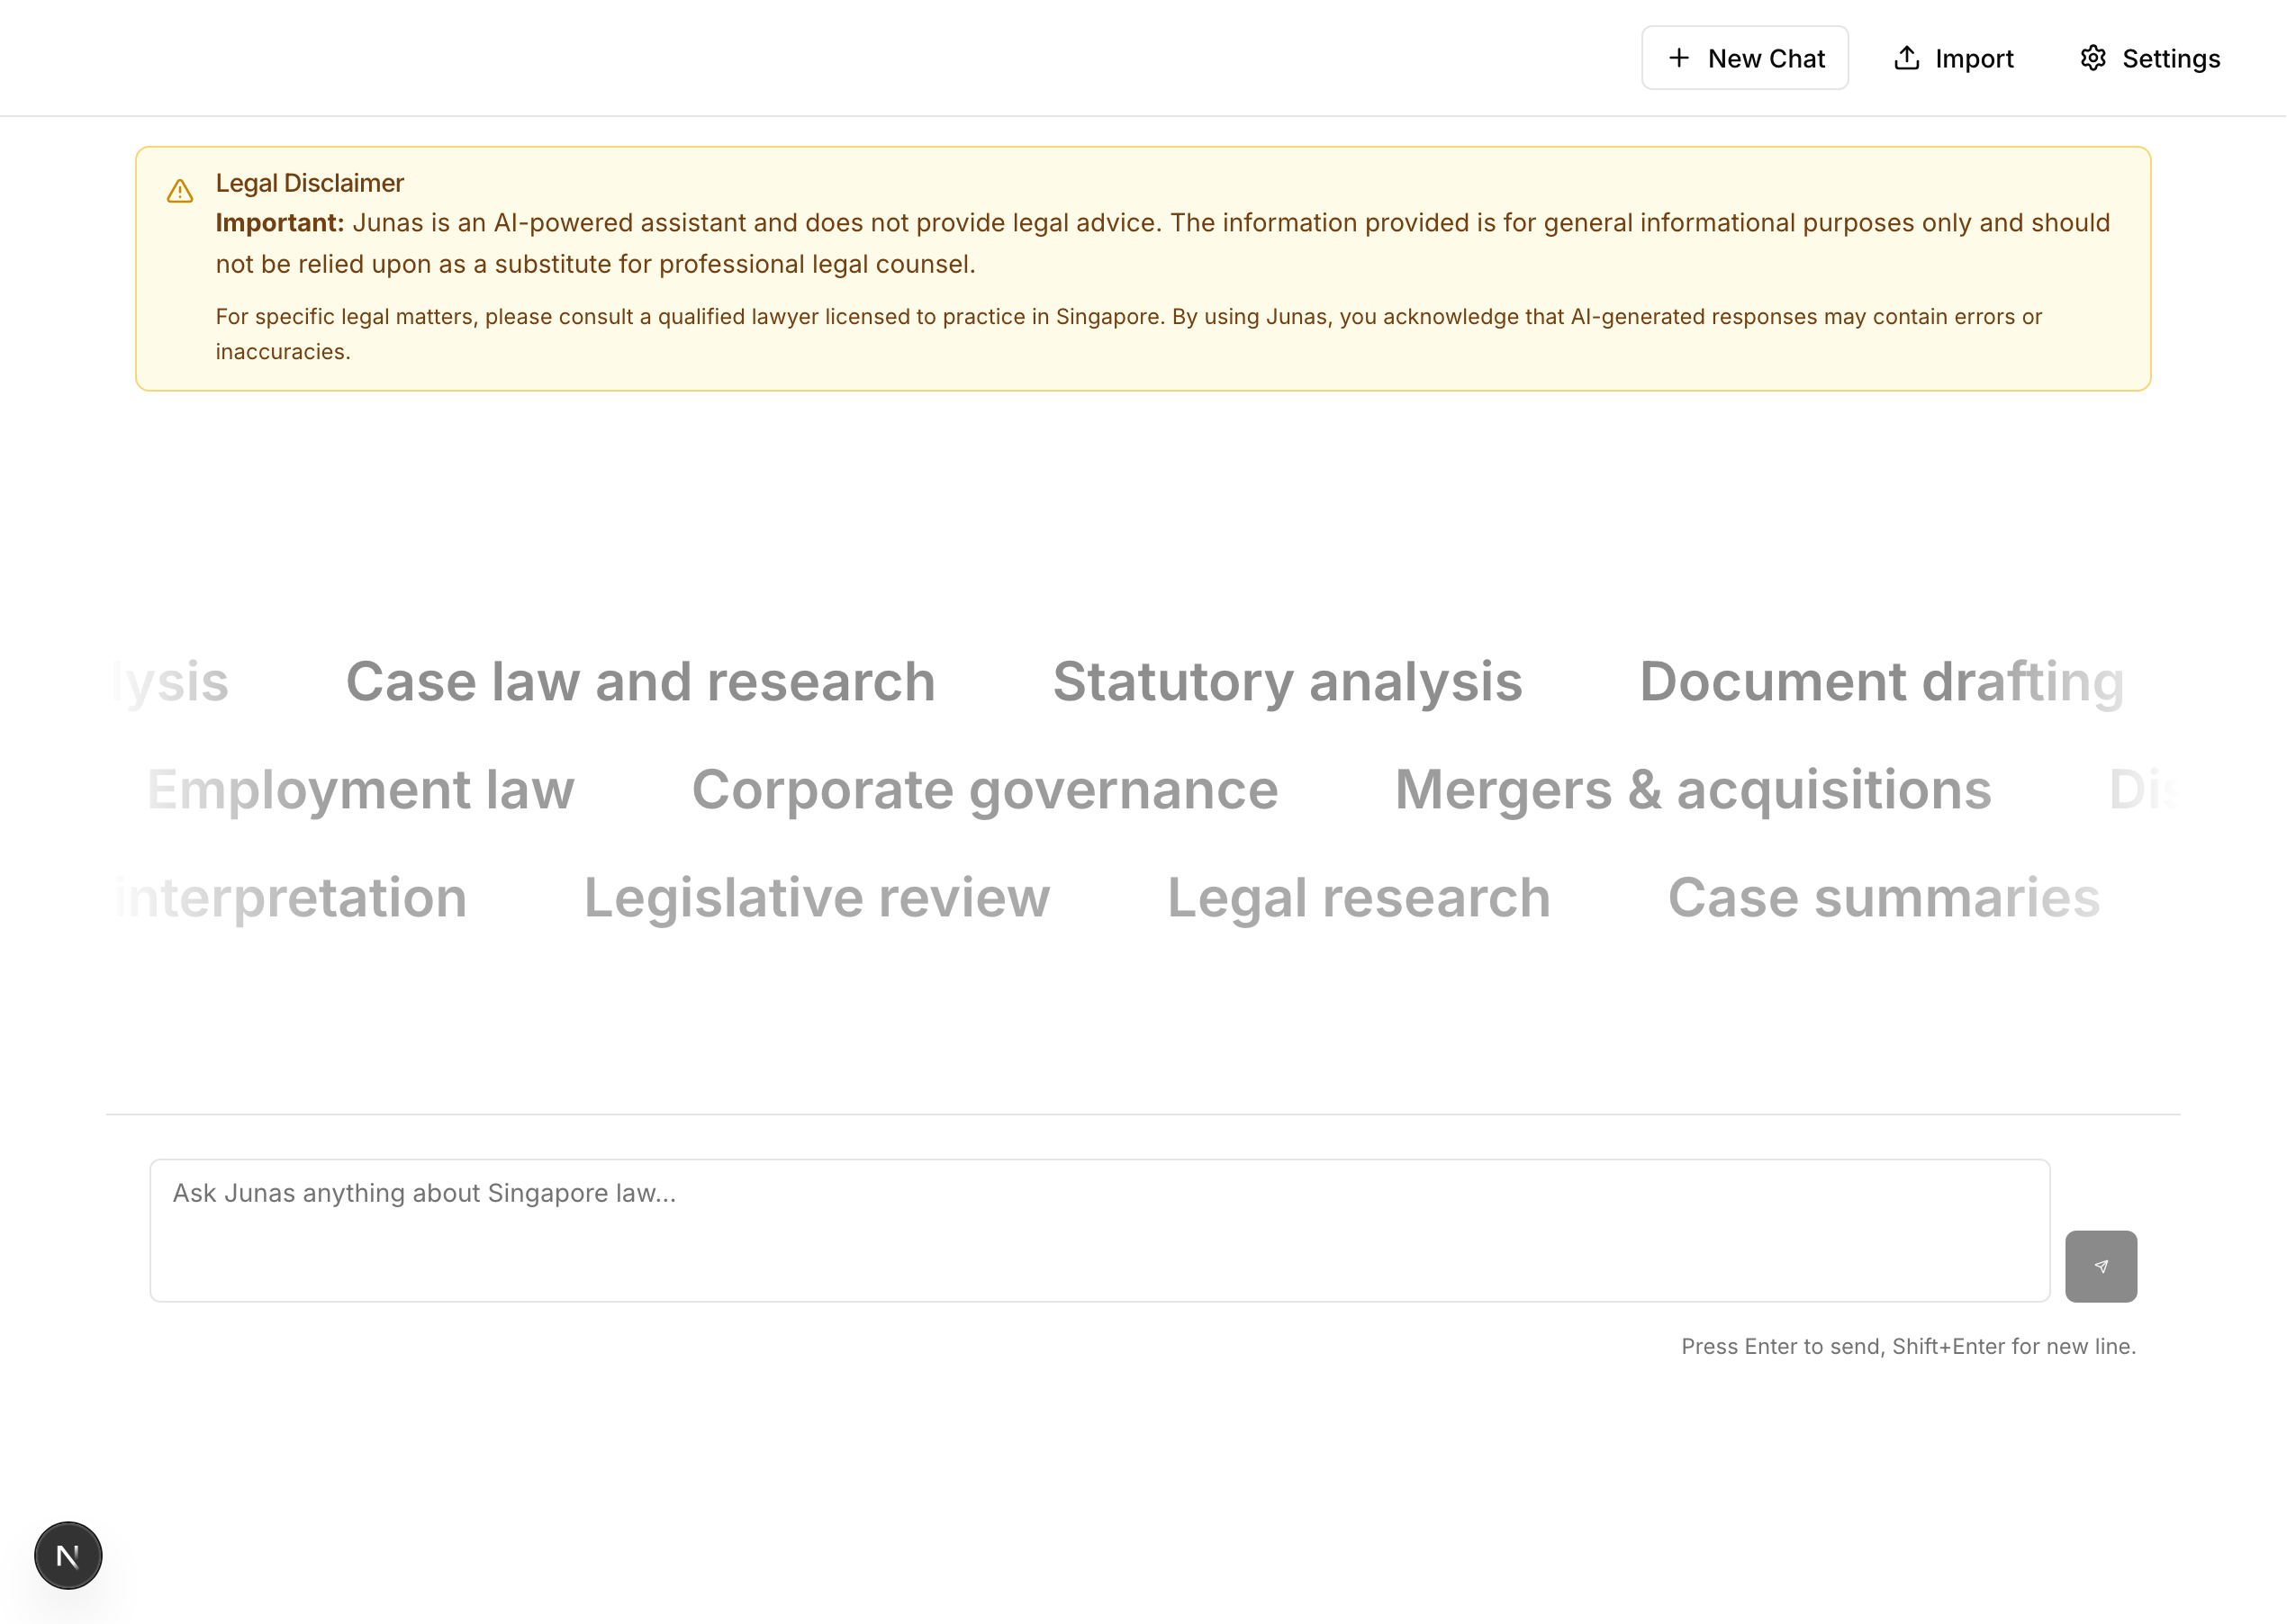 New Chat
Import
Settings
Legal Disclaimer
Important: Junas is an AI-powered assistant and does not provide legal advice. The information provided is for general informational purposes only and should
not be relied upon as a substitute for professional legal counsel.
For specific legal matters, please consult a qualified lawyer licensed to practice in Singapore. By using Junas, you acknowledge that AI-generated responses may contain errors or
inaccuracies.
lysis Case law and research Statutory analysis Document drafting
Employment law Corporate governance Mergers & acquisitions Dis
interpretation Legislative review Legal research Case summaries
Ask Junas anything about Singapore law...
Press Enter to send, Shift+Enter for new line.
N